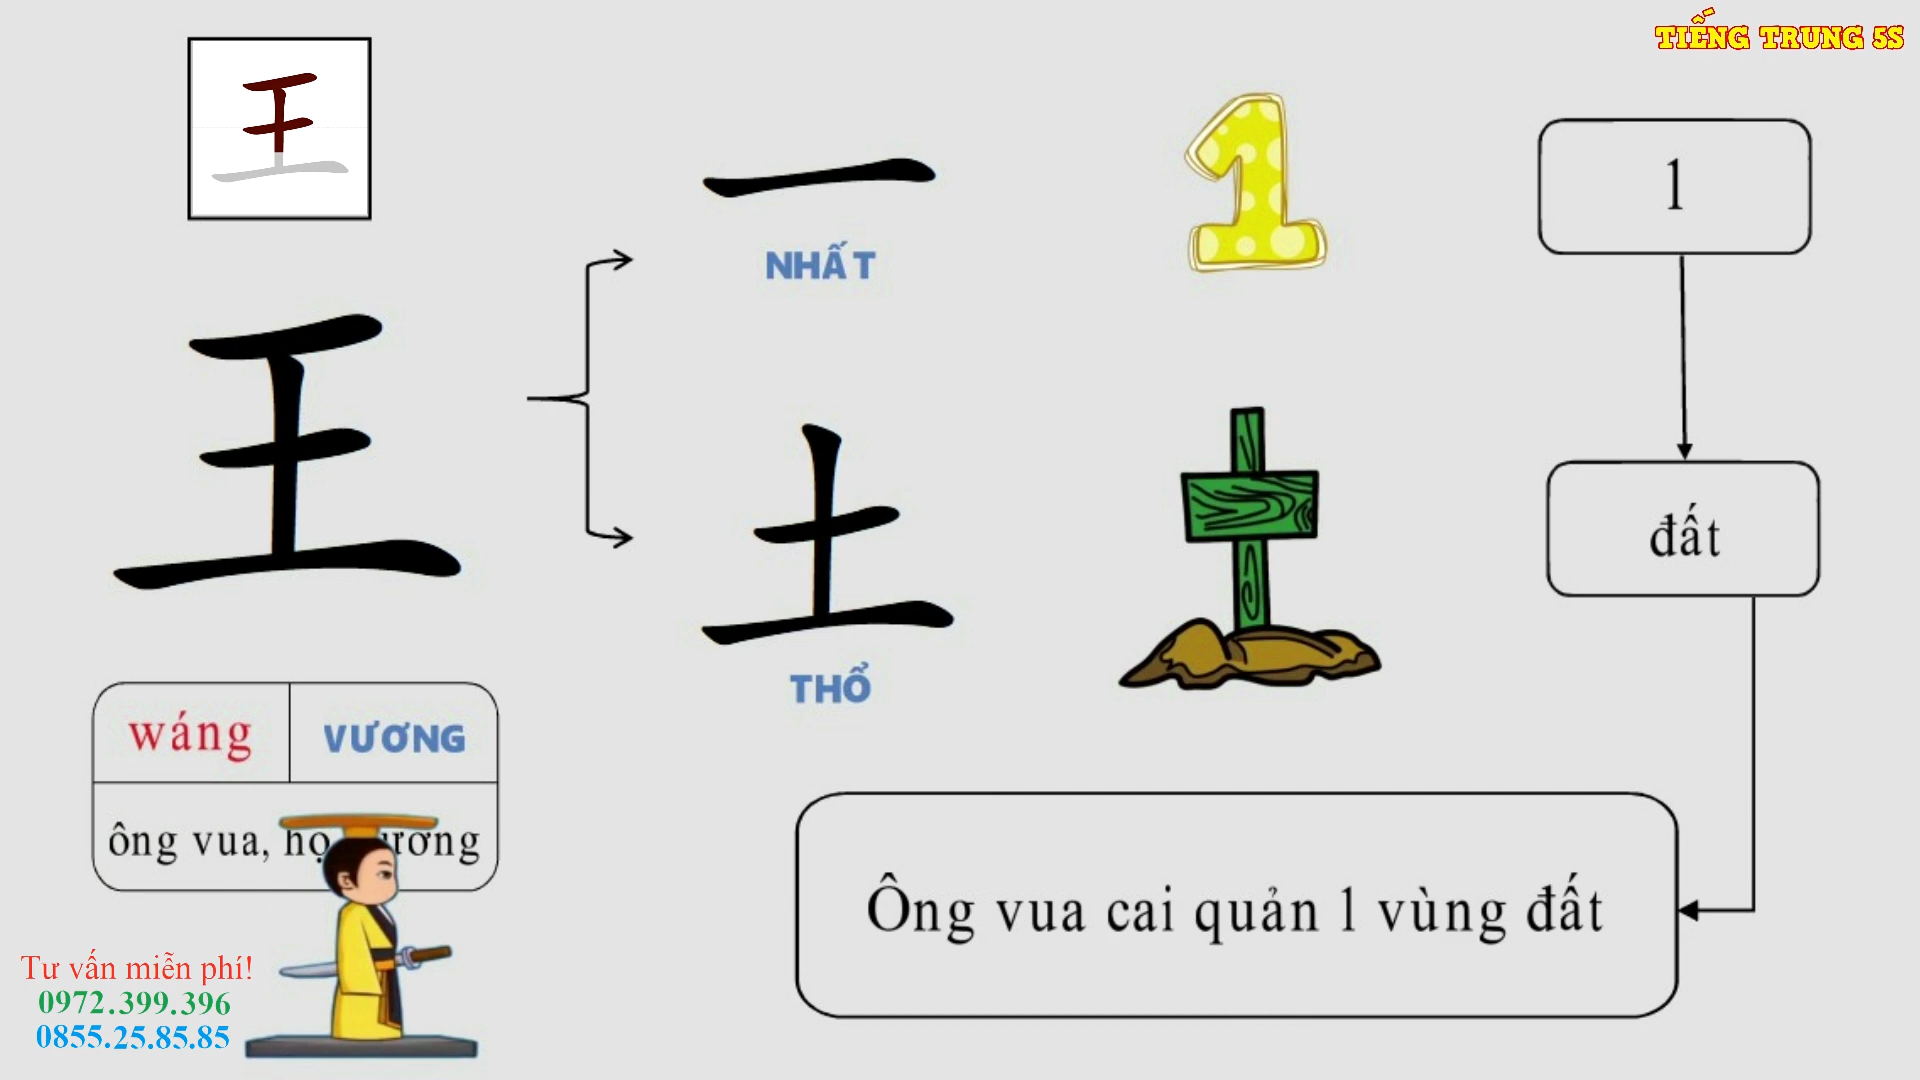 TIẾNG TRUNG 5S
王
王
一
NHẤT
1
1
土
THỔ
đất
wáng VƯƠNG
ông vua, họ
Ông vua cai quản 1 vùng đất
Tư vấn miễn phí!
0972.399.396
0855.25.85.85